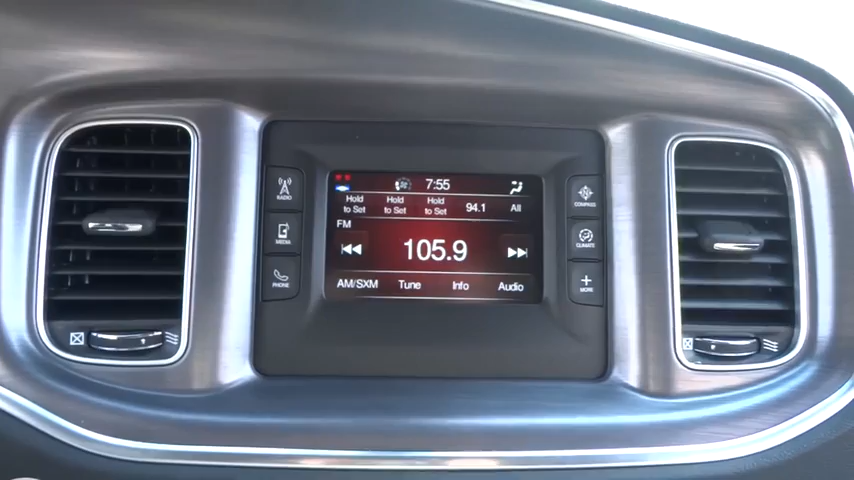 7:55
Hold to Set
Hold to Set
Hold to Set
94.1
All
FM
105.9
AM/SXM Tune Info Audio
RADIO
MEDIA
PHONE
COMPASS
CLIMATE
MORE